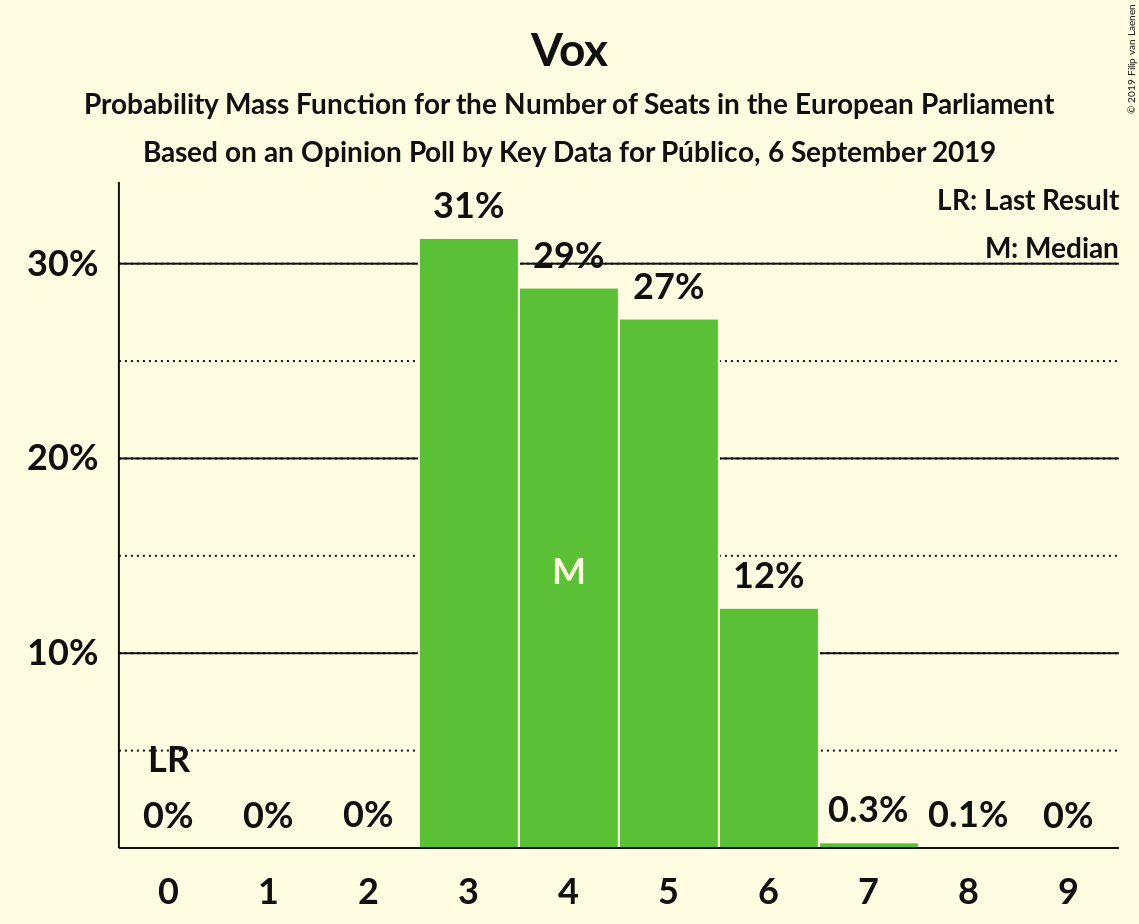 Vox
Probability Mass Function for the Number of Seats in the European Parliament
Based on an Opinion Poll by Key Data for Público, 6 September 2019
© 2019 Filip van Laenen
LR: Last Result
M: Median
31%
29%
27%
12%
0.3%
0.1%
0%
30%
20%
10%
M
LR
0%
0%
0%
0 1 2 3 4 5 6 7 8 9